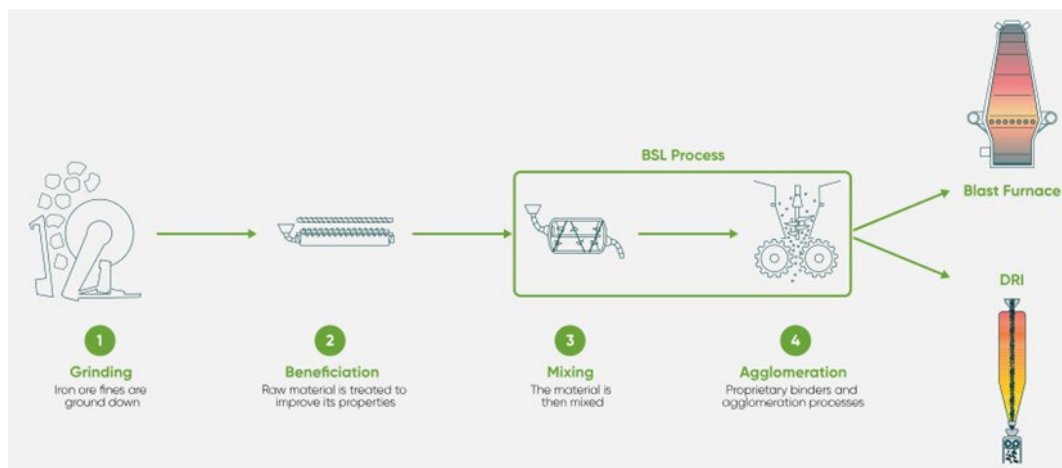 BSL Process
Blast Furnace
DRI
1
Grinding
Iron ore fines are
ground down
2
Beneficiation
Raw material is treated to
improve its properties
3
Mixing
The material is
then mixed
4
Agglomeration
Proprietary binders and
agglomeration processes